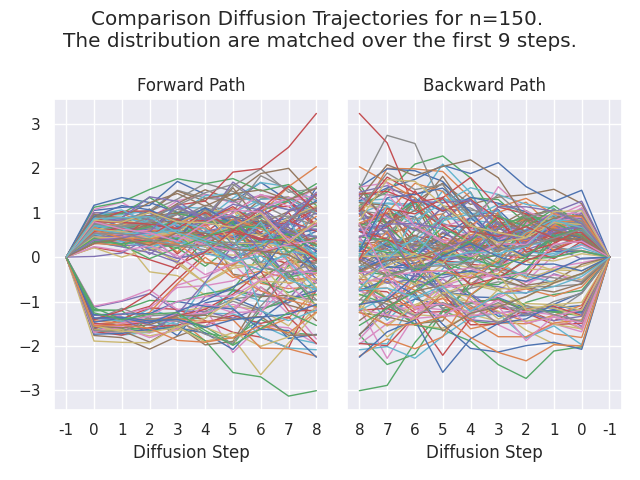 Comparison Diffusion Trajectories for n=150.
The distribution are matched over the first 9 steps.
Forward Path
Backward Path
3
2
1
0
−1
−2
−3
-1 0 1 2 3 4 5 6 7 8
8 7 6 5 4 3 2 1 0 -1
Diffusion Step
Diffusion Step